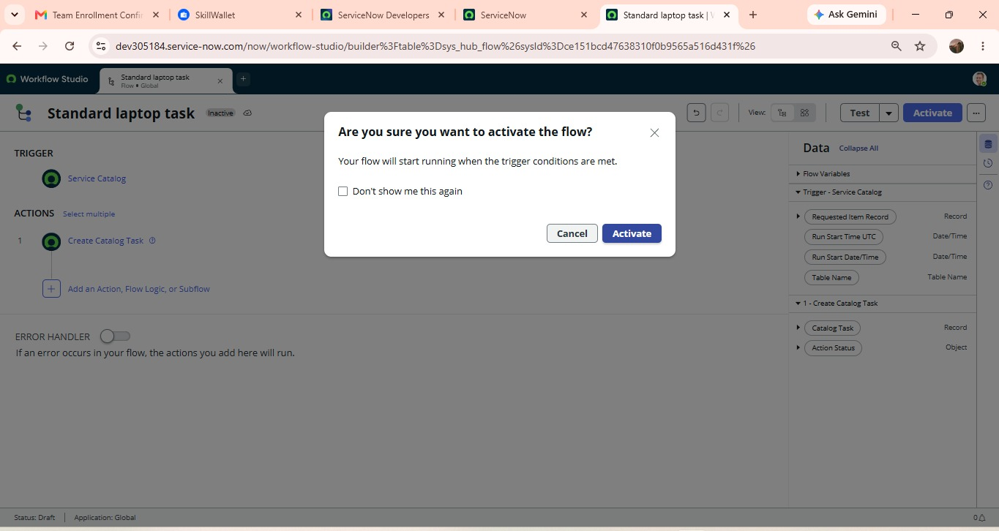 Team Enrollment Confir
SkillWallet
ServiceNow Developers
ServiceNow
Standard laptop task |
Ask Gemini
dev305184.service-now.com/now/workflow-studio/builder%3Ftable%3Dsys_hub_flow%26sysId%3Dce151bcd47638310f0b9565a516d431f%26
Workflow Studio
Standard laptop task
Flow • Global
Standard laptop task
Inactive
View:
Test
Activate
Are you sure you want to activate the flow?
Your flow will start running when the trigger conditions are met.
Don't show me this again
Cancel
Activate
TRIGGER
Service Catalog
ACTIONS
Select multiple
1
Create Catalog Task
Add an Action, Flow Logic, or Subflow
ERROR HANDLER
If an error occurs in your flow, the actions you add here will run.
Data
Collapse All
Flow Variables
Trigger - Service Catalog
Requested Item Record
Record
Run Start Time UTC
Date/Time
Run Start Date/Time
Date/Time
Table Name
Table Name
1 - Create Catalog Task
Catalog Task
Record
Action Status
Object
Status: Draft
Application: Global
0